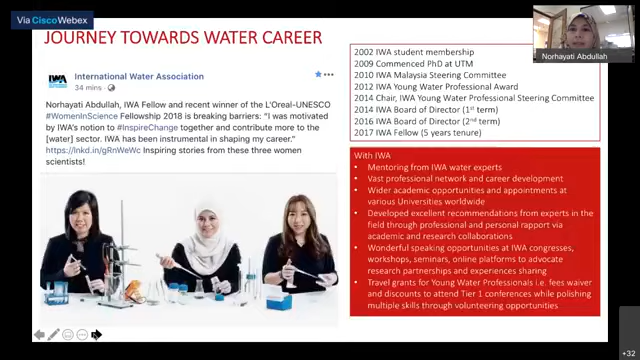 Via Cisco Webex
JOURNEY TOWARDS WATER CAREER
IWA
International Water Association
34 mins ·
Norhayati Abdullah, IWA Fellow and recent winner of the L'Oreal-UNESCO
#WomenInScience Fellowship 2018 is breaking barriers: "I was motivated
by IWA's notion to #InspireChange together and contribute more to the
[water] sector. IWA has been instrumental in shaping my career."
https://lnkd.in/gRnWeWc Inspiring stories from these three women
scientists!
2002 IWA student membership
2009 Commenced PhD at UTM
2010 IWA Malaysia Steering Committee
2012 IWA Young Water Professional Award
2014 Chair, IWA Young Water Professional Steering Committee
2014 IWA Board of Director (1st term)
2016 IWA Board of Director (2nd term)
2017 IWA Fellow (5 years tenure)
With IWA
• Mentoring from IWA water experts
• Vast professional network and career development
• Wider academic opportunities and appointments at
various Universities worldwide
• Developed excellent recommendations from experts in the
field through professional and personal rapport via
academic and research collaborations
• Wonderful speaking opportunities at IWA congresses,
workshops, seminars, online platforms to advocate
research partnerships and experiences sharing
• Travel grants for Young Water Professionals i.e. fees waiver
and discounts to attend Tier 1 conferences while polishing
multiple skills through volunteering opportunities
Norhayati Abdullah
+32